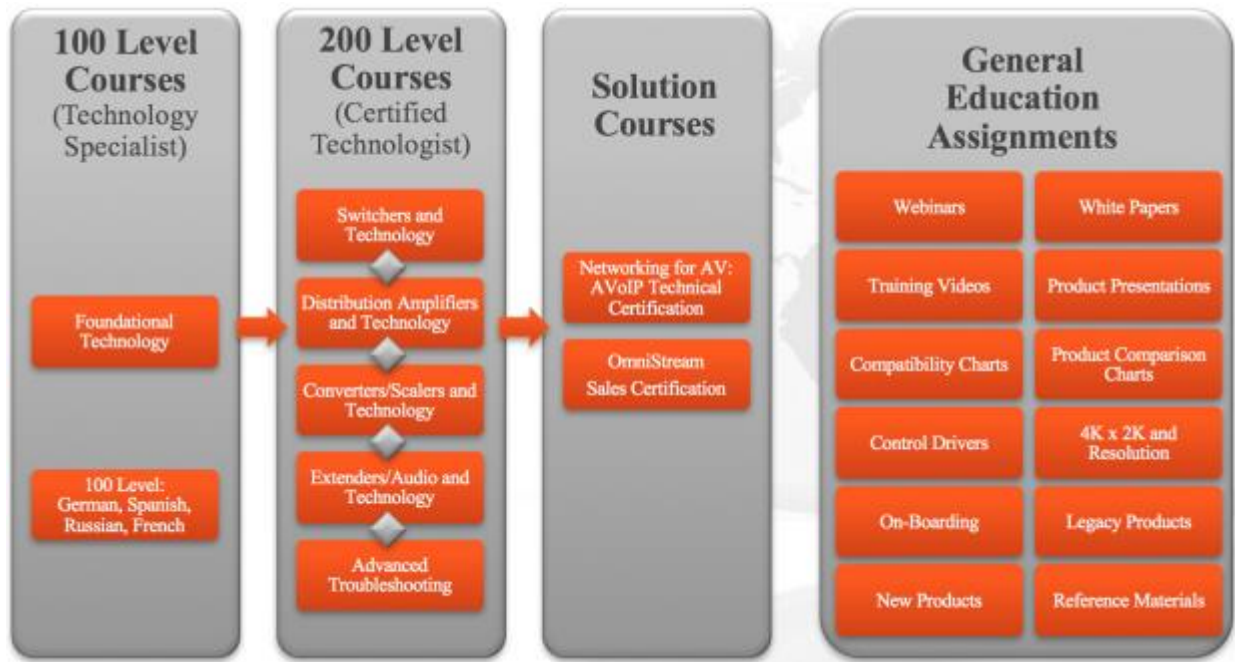 100 Level
Courses
(Technology
Specialist)
Foundational
Technology
100 Level:
German, Spanish,
Russian, French
200 Level
Courses
(Certified
Technologist)
Switchers and
Technology
Distribution Amplifiers
and Technology
Converters/Scalers and
Technology
Extenders/Audio and
Technology
Advanced
Troubleshooting
Solution
Courses
Networking for AV:
AVoIP Technical
Certification
OmniStream
Sales Certification
General
Education
Assignments
Webinars
White Papers
Training Videos
Product Presentations
Compatibility Charts
Product Comparison
Charts
Control Drivers
4K x 2K and
Resolution
On-Boarding
Legacy Products
New Products
Reference Materials